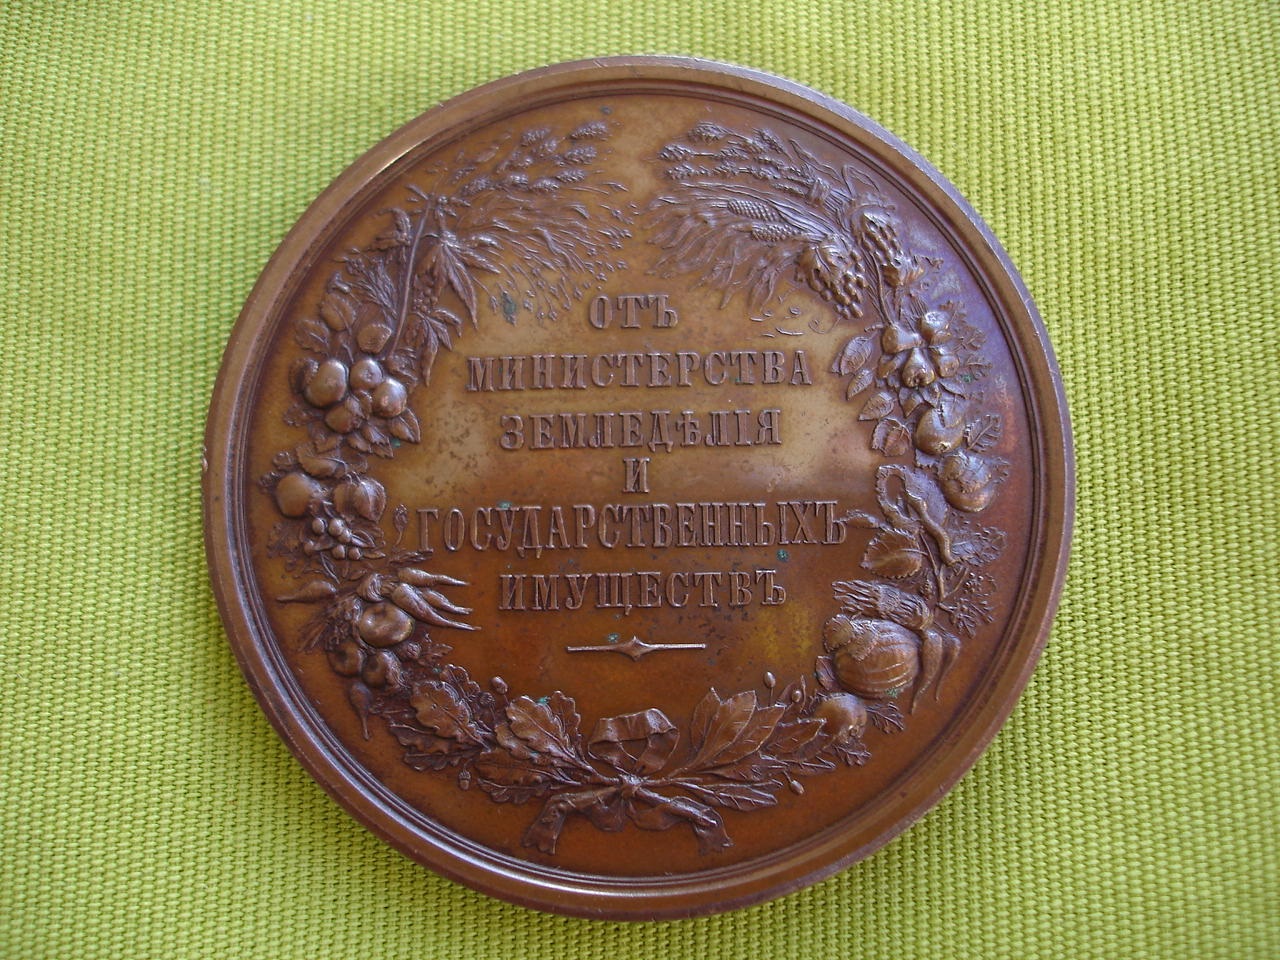 ОТЪ
МИНИСТЕРСТВА
ЗЕМЛЕДѢЛІЯ
И
ГОСУДАРСТВЕННЫХЪ
ИМУЩЕСТВЪ